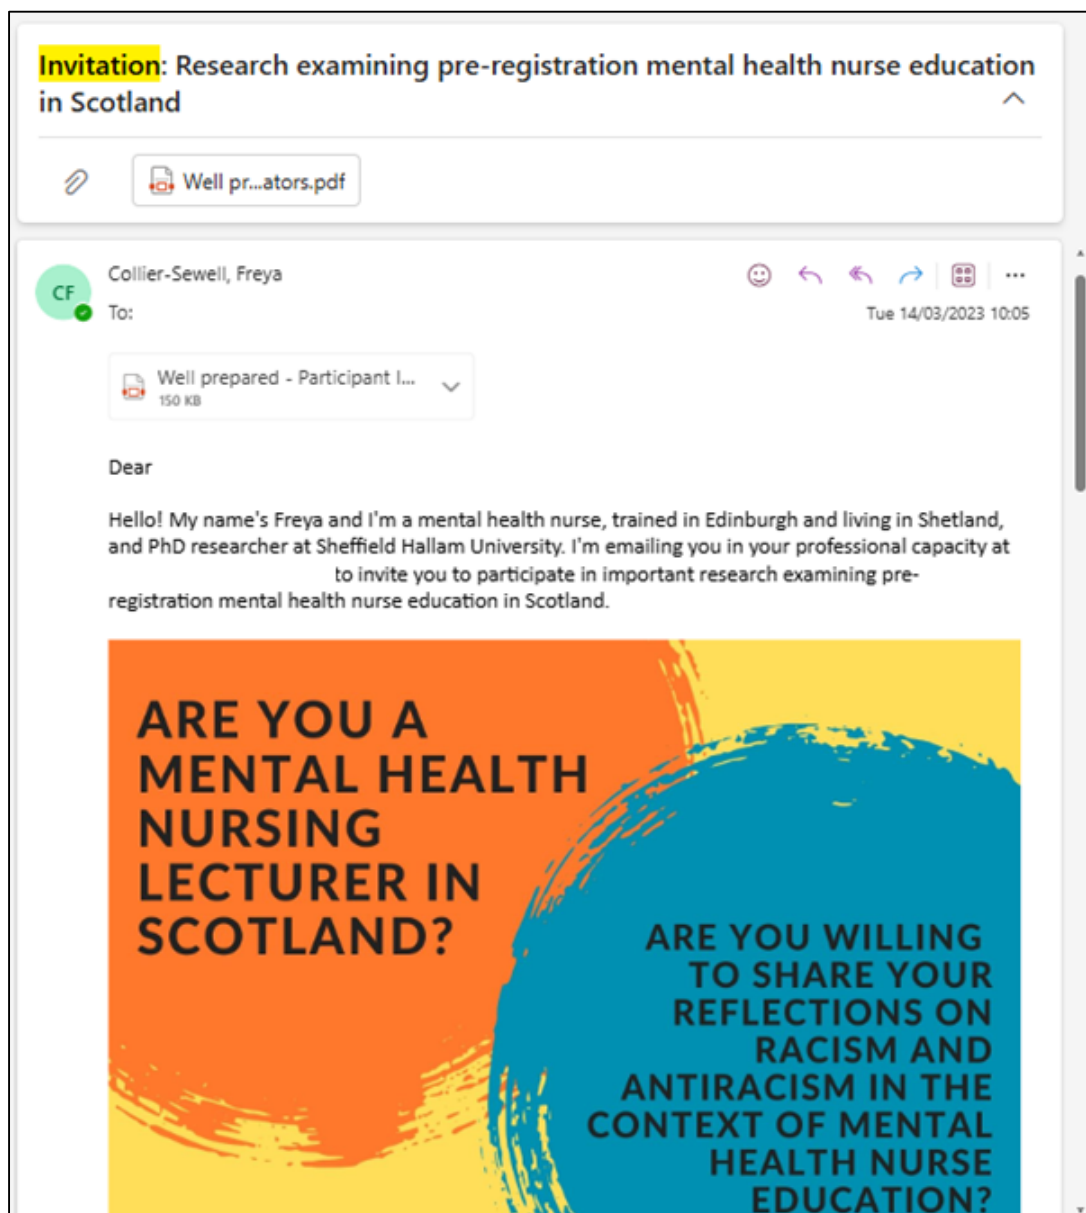 Invitation: Research examining pre-registration mental health nurse education
in Scotland
Well pr...ators.pdf
Collier-Sewell, Freya
CF
To:
Tue 14/03/2023 10:05
Well prepared - Participant I...
150 KB
Dear
Hello! My name's Freya and I'm a mental health nurse, trained in Edinburgh and living in Shetland,
and PhD researcher at Sheffield Hallam University. I'm emailing you in your professional capacity at
to invite you to participate in important research examining pre-
registration mental health nurse education in Scotland.
ARE YOU A
MENTAL HEALTH
NURSING
LECTURER IN
SCOTLAND?
ARE YOU WILLING
TO SHARE YOUR
REFLECTIONS ON
RACISM AND
ANTIRACISM IN THE
CONTEXT OF MENTAL
HEALTH NURSE
EDUCATION?